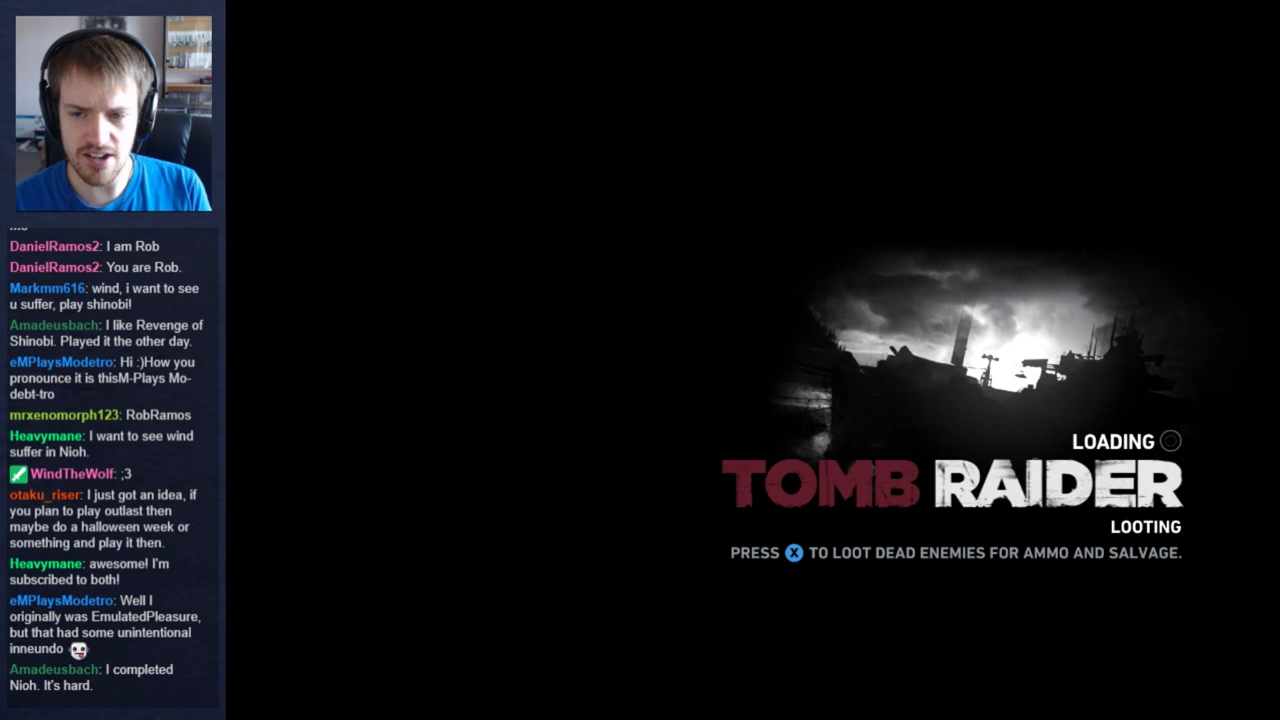 DanielRamos2: I am Rob
DanielRamos2: You are Rob.
Markmm616: wind, i want to see
u suffer, play shinobi!
Amadeusbach: I like Revenge of
Shinobi. Played it the other day.
eMPlaysModetro: Hi :)How you
pronounce it is thisM-Plays Mo-
debt-tro
mrxenomorph123: RobRamos
Heavymane: I want to see wind
suffer in Nioh.
WindTheWolf: ;3
otaku_riser: I just got an idea, if
you plan to play outlast then
maybe do a halloween week or
something and play it then.
Heavymane: awesome! I'm
subscribed to both!
eMPlaysModetro: Well I
originally was EmulatedPleasure,
but that had some unintentional
inneundo
Amadeusbach: I completed
Nioh. It's hard.
LOADING
TOMB RAIDER
LOOTING
PRESS X TO LOOT DEAD ENEMIES FOR AMMO AND SALVAGE.